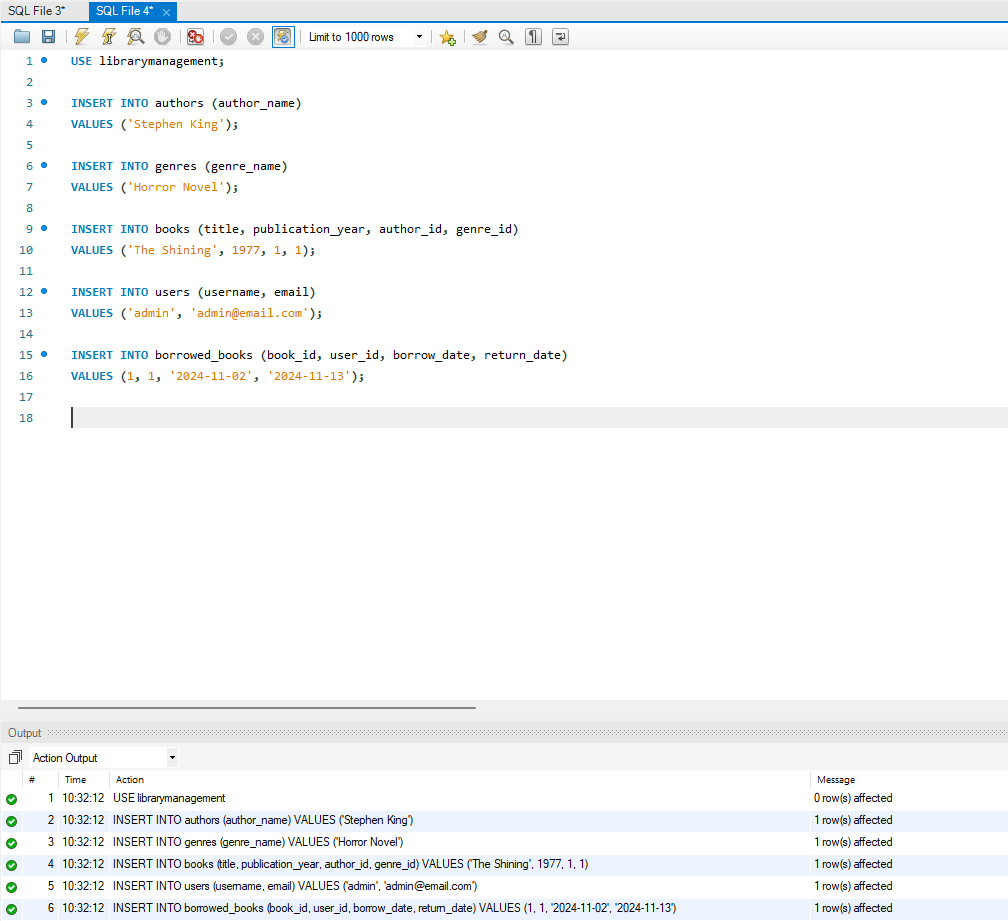 SQL File 3*
SQL File 4*
Limit to 1000 rows
1 USE librarymanagement;
2
3 INSERT INTO authors (author_name)
4 VALUES ('Stephen King');
5
6 INSERT INTO genres (genre_name)
7 VALUES ('Horror Novel');
8
9 INSERT INTO books (title, publication_year, author_id, genre_id)
10 VALUES ('The Shining', 1977, 1, 1);
11
12 INSERT INTO users (username, email)
13 VALUES ('admin', 'admin@email.com');
14
15 INSERT INTO borrowed_books (book_id, user_id, borrow_date, return_date)
16 VALUES (1, 1, '2024-11-02', '2024-11-13');
17
18
Output
Action Output
# Time Action Message
1 10:32:12 USE librarymanagement 0 row(s) affected
2 10:32:12 INSERT INTO authors (author_name) VALUES ('Stephen King') 1 row(s) affected
3 10:32:12 INSERT INTO genres (genre_name) VALUES ('Horror Novel') 1 row(s) affected
4 10:32:12 INSERT INTO books (title, publication_year, author_id, genre_id) VALUES ('The Shining', 1977, 1, 1) 1 row(s) affected
5 10:32:12 INSERT INTO users (username, email) VALUES ('admin', 'admin@email.com') 1 row(s) affected
6 10:32:12 INSERT INTO borrowed_books (book_id, user_id, borrow_date, return_date) VALUES (1, 1, '2024-11-02', '2024-11-13') 1 row(s) affected